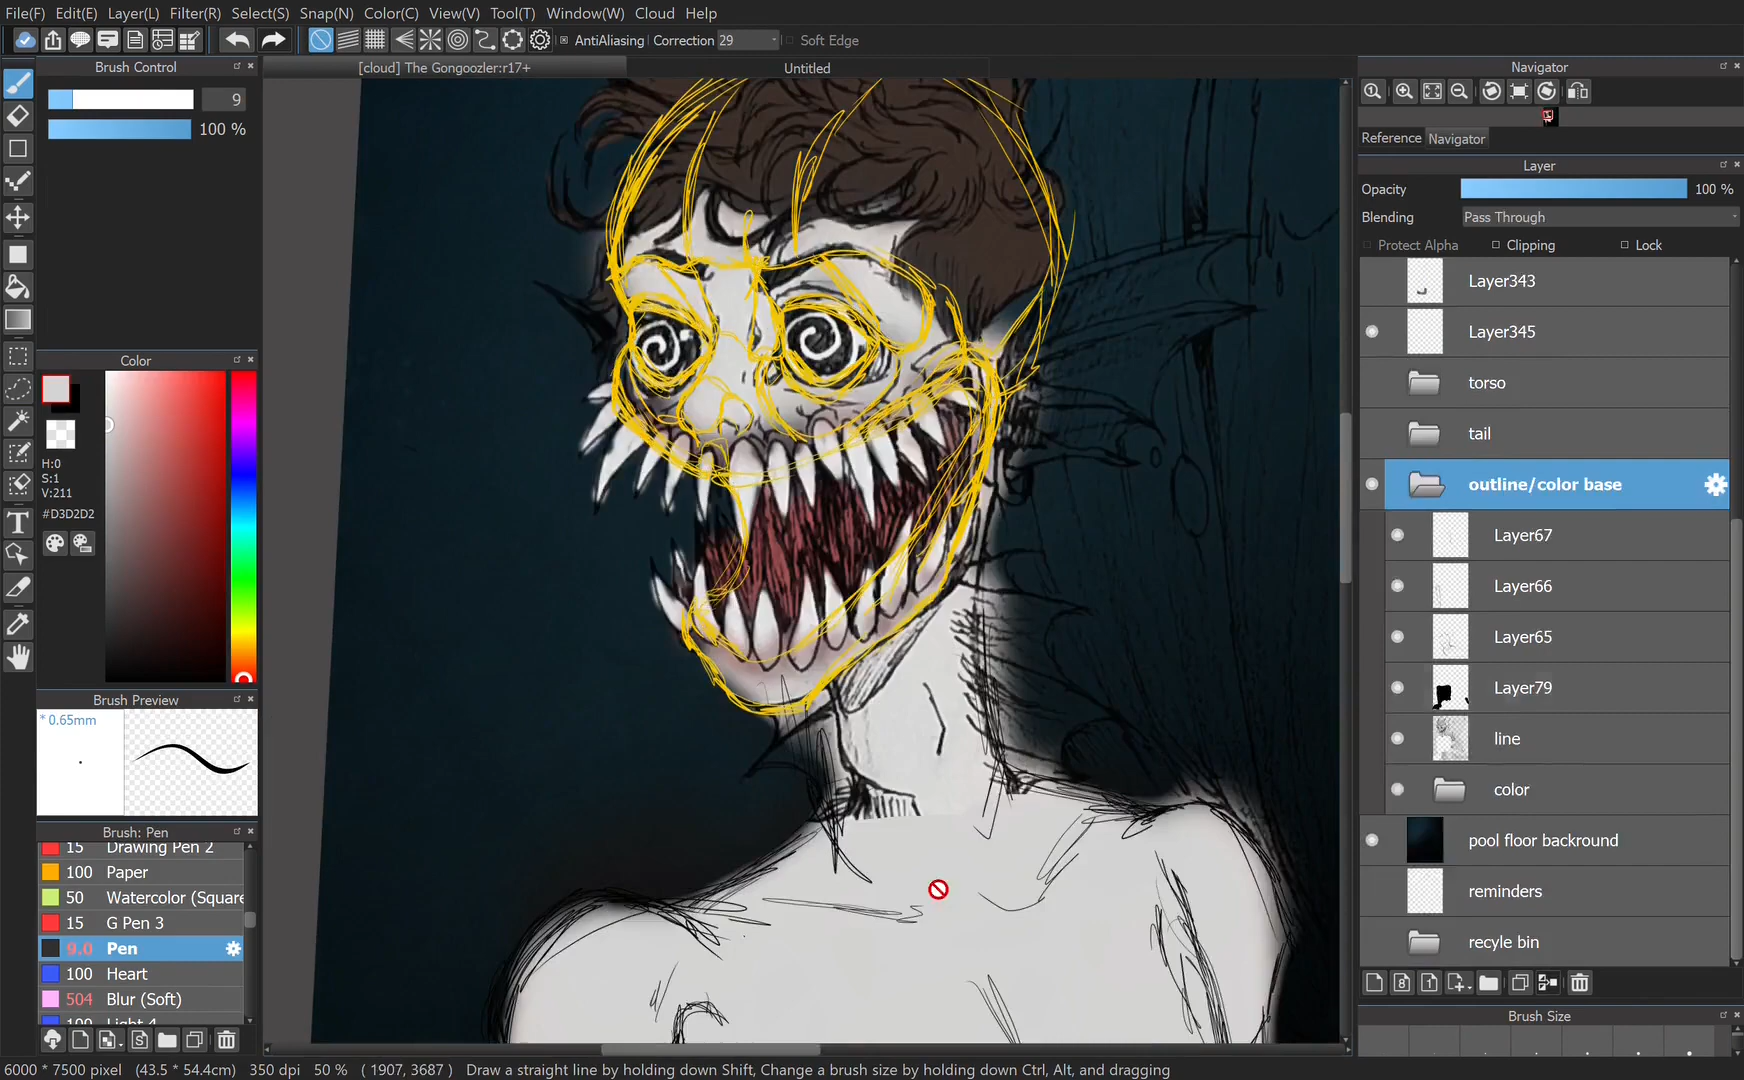 File(F) Edit(E) Layer(L) Filter(R) Select(S) Snap(N) Color(C) View(V) Tool(T) Window(W) Cloud Help
AntiAliasing Correction 29 Soft Edge
Brush Control
[cloud] The Gongoozler:r17+
Untitled
Navigator
9
100 %
Reference Navigator
Layer
Opacity 100 %
Blending Pass Through
Protect Alpha Clipping Lock
Layer343
Layer345
torso
tail
outline/color base
Layer67
Layer66
Layer65
Layer79
line
color
pool floor backround
reminders
recyle bin
Brush Size
Color
H:0
S:1
V:211
#D3D2D2
Brush Preview
* 0.65mm
Brush: Pen
15 Drawing Pen 2
100 Paper
50 Watercolor (Square
15 G Pen 3
9.0 Pen
100 Heart
504 Blur (Soft)
100 Light 4
6000 * 7500 pixel (43.5 * 54.4cm) 350 dpi 50 % ( 1907, 3687 ) Draw a straight line by holding down Shift, Change a brush size by holding down Ctrl, Alt, and dragging